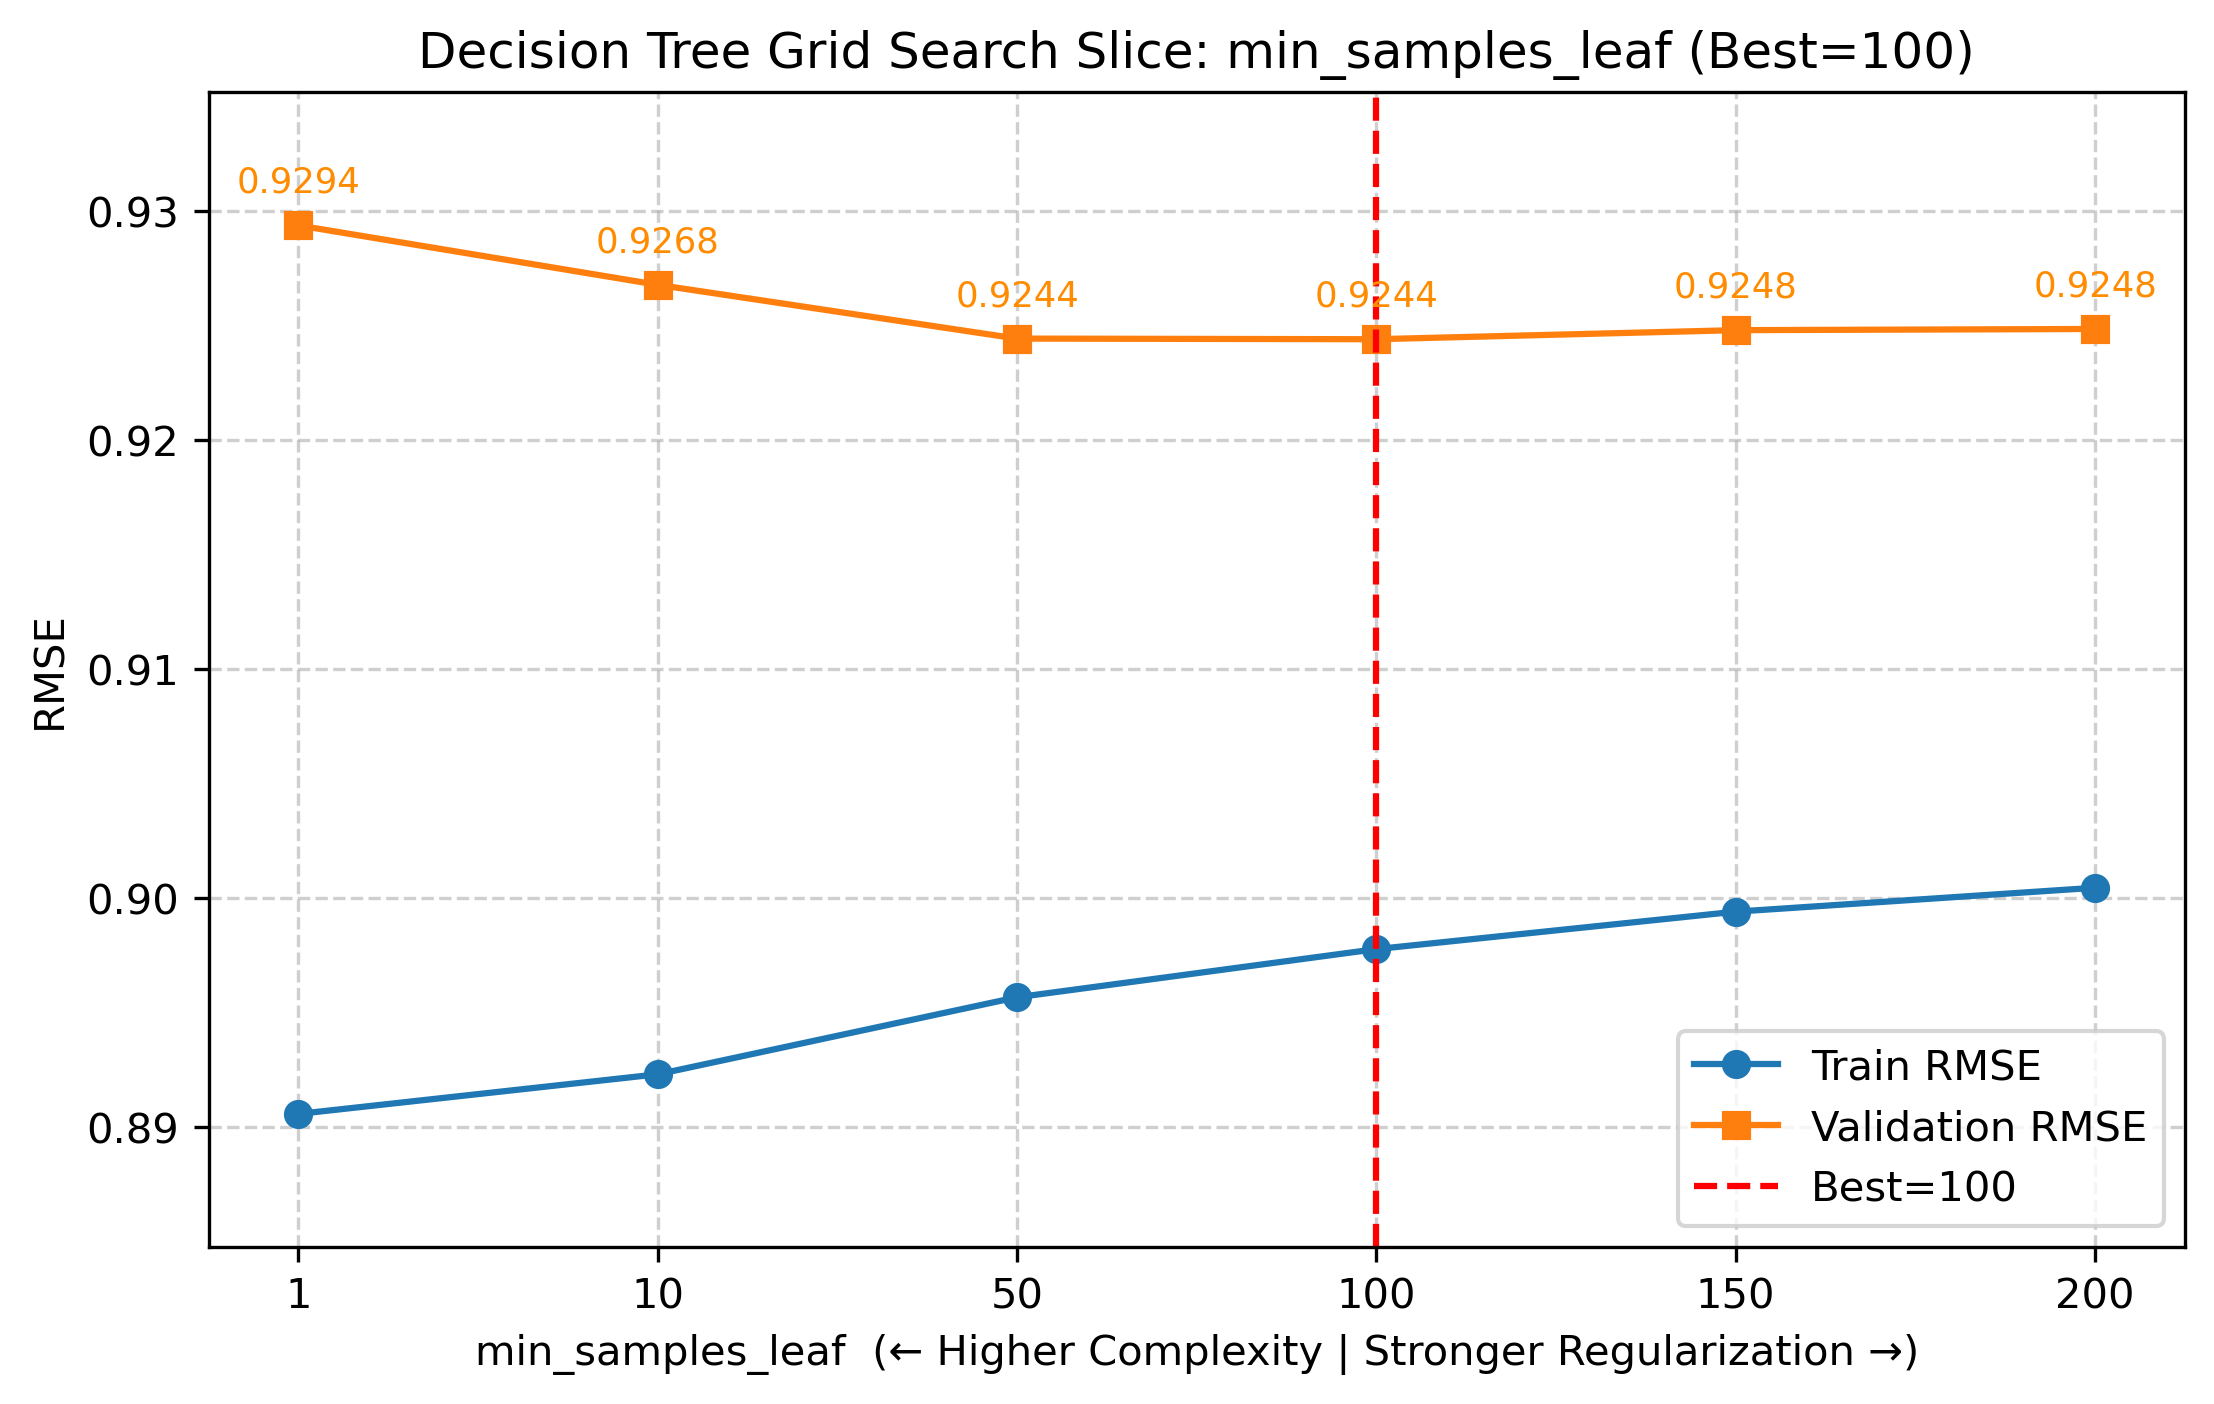 Decision Tree Grid Search Slice: min_samples_leaf (Best=100)
0.9294
0.9268
0.9244
0.9244
0.9248
0.9248
0.93
0.92
0.91
0.90
0.89
RMSE
Train RMSE
Validation RMSE
Best=100
1 10 50 100 150 200
min_samples_leaf (← Higher Complexity | Stronger Regularization →)